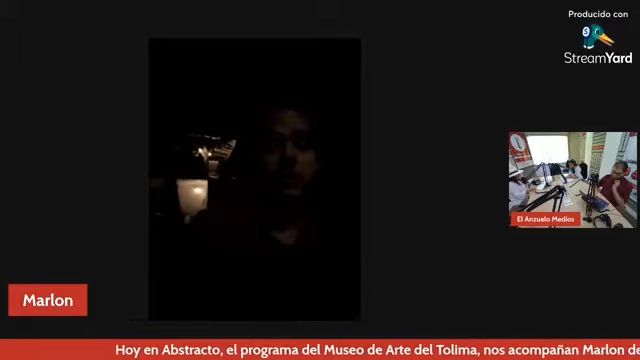 Producido con
StreamYard
El Anzuelo Medios
Marlon
Hoy en Abstracto, el programa del Museo de Arte del Tolima, nos acompañan Marlon de